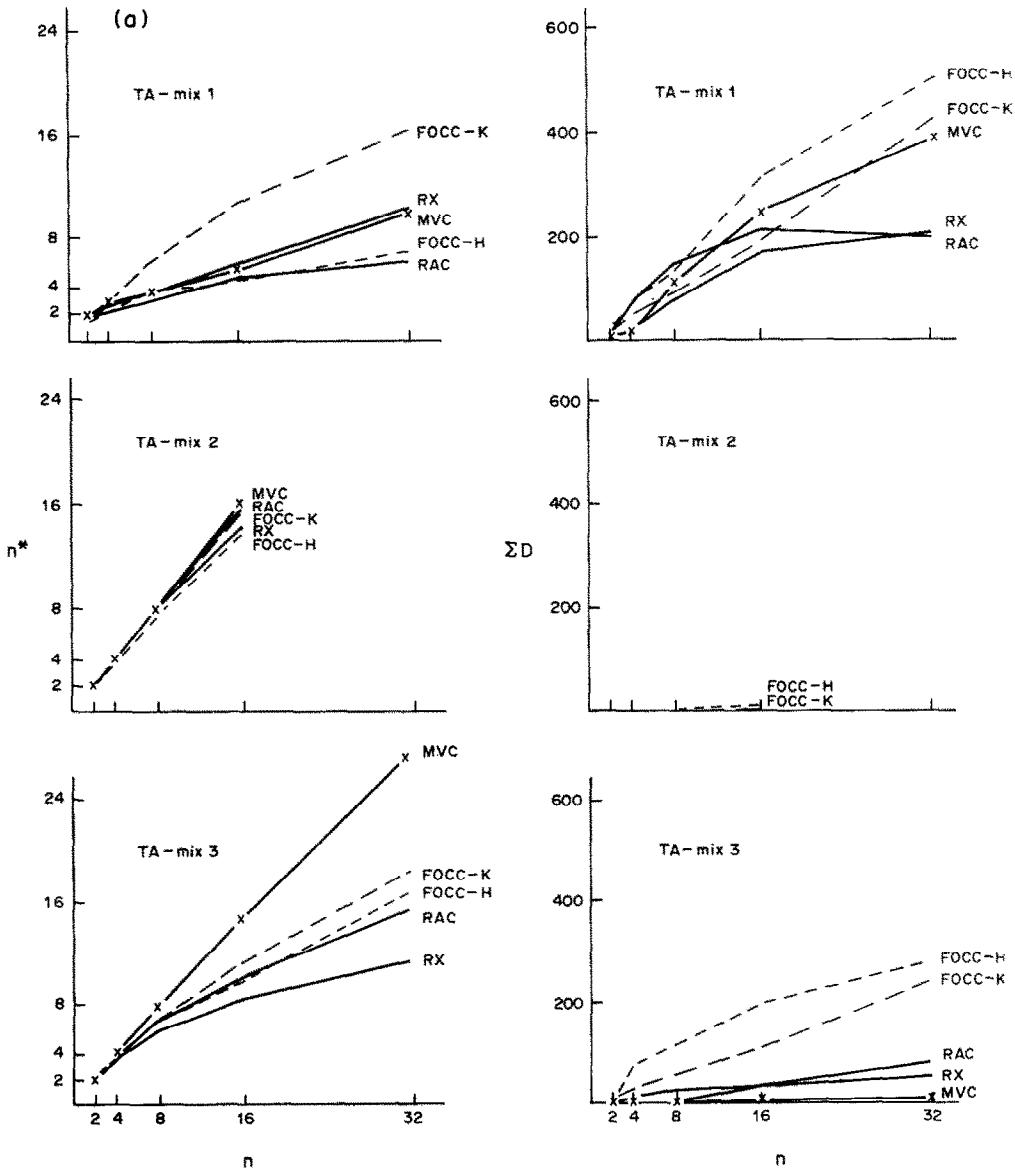 (a)
24
16
8
4
2
TA-mix 1
FOCC-K
RX
MVC
FOCC-H
RAC
600
400
200
TA-mix 1
FOCC-H
FOCC-K
MVC
RX
RAC
24
16
8
4
2
n*
TA-mix 2
MVC
RAC
FOCC-K
RX
FOCC-H
600
400
200
ΣD
TA-mix 2
FOCC-H
FOCC-K
24
16
8
4
2
TA-mix 3
MVC
FOCC-K
FOCC-H
RAC
RX
2 4 8 16 32
n
600
400
200
TA-mix 3
FOCC-H
FOCC-K
RAC
RX
MVC
2 4 8 16 32
n